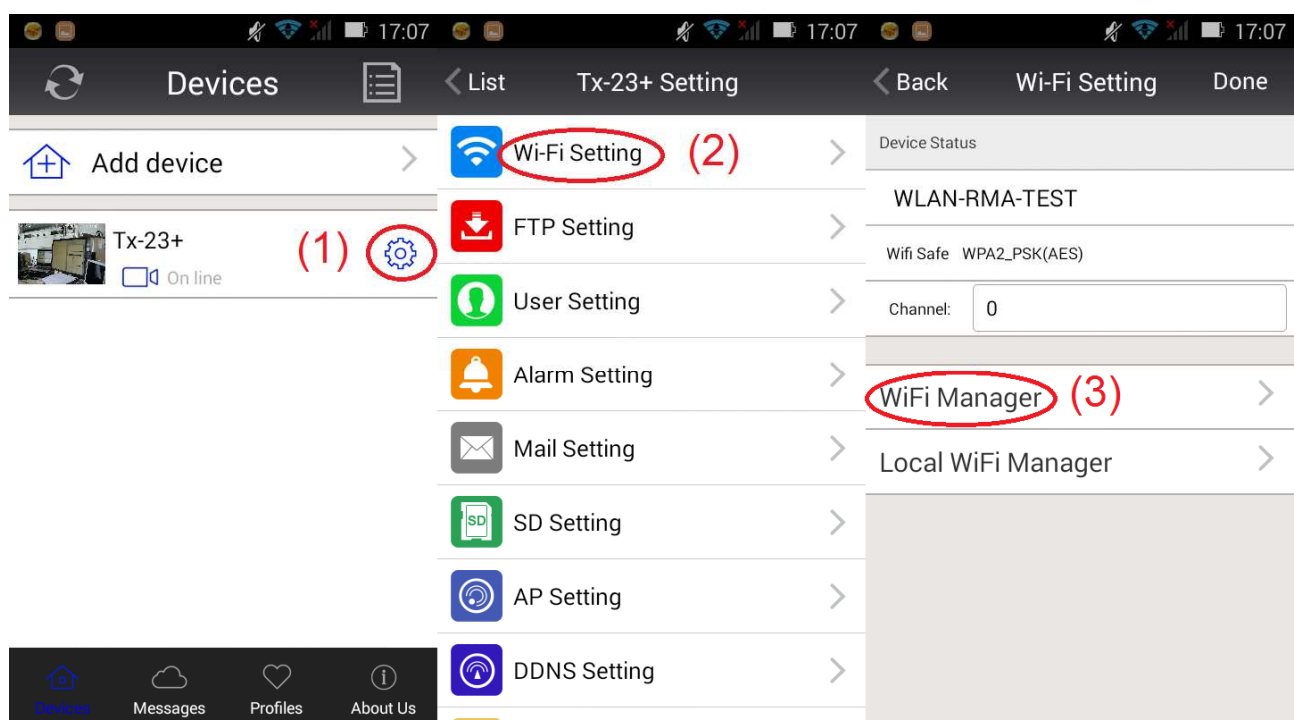 17:07
Devices
Add device
Tx-23+
(1)
On line
Devices
Messages
Profiles
About Us
17:07
List
Tx-23+ Setting
Wi-Fi Setting
(2)
FTP Setting
User Setting
Alarm Setting
Mail Setting
SD
SD Setting
AP Setting
DDNS Setting
17:07
Back
Wi-Fi Setting
Done
Device Status
WLAN-RMA-TEST
Wifi Safe WPA2_PSK(AES)
Channel: 0
WiFi Manager
(3)
Local WiFi Manager